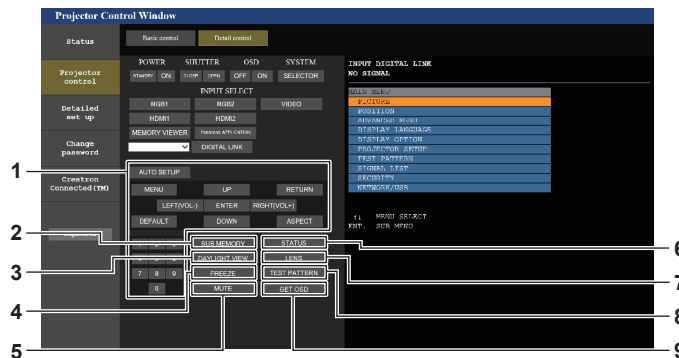 Projector Control Window
Status
Basic control
Detail control
POWER SHUTTER OSD SYSTEM
STANDBY ON CLOSE OPEN OFF ON SELECTOR
INPUT SELECT
RGB1 RGB2 VIDEO
HDMI1 HDMI2
MEMORY VIEWER Panasonic APPLICATION
DIGITAL LINK
Projector
control
Detailed
set up
Change
password
Crestron
Connected(TM)
INPUT DIGITAL LINK
NO SIGNAL
MAIN MENU
PICTURE
POSITION
ADVANCED MENU
DISPLAY LANGUAGE
DISPLAY OPTION
PROJECTOR SETUP
TEST PATTERN
SIGNAL LIST
SECURITY
NETWORK/USB
↑↓ MENU SELECT
ENT. SUB MENU
AUTO SETUP
MENU UP RETURN
LEFT(VOL-) ENTER RIGHT(VOL+)
DEFAULT DOWN ASPECT
SUB MEMORY STATUS
DAYLIGHT VIEW LENS
7 8 9 FREEZE TEST PATTERN
0 MUTE GET OSD
1
2
3
4
5
6
7
8
9